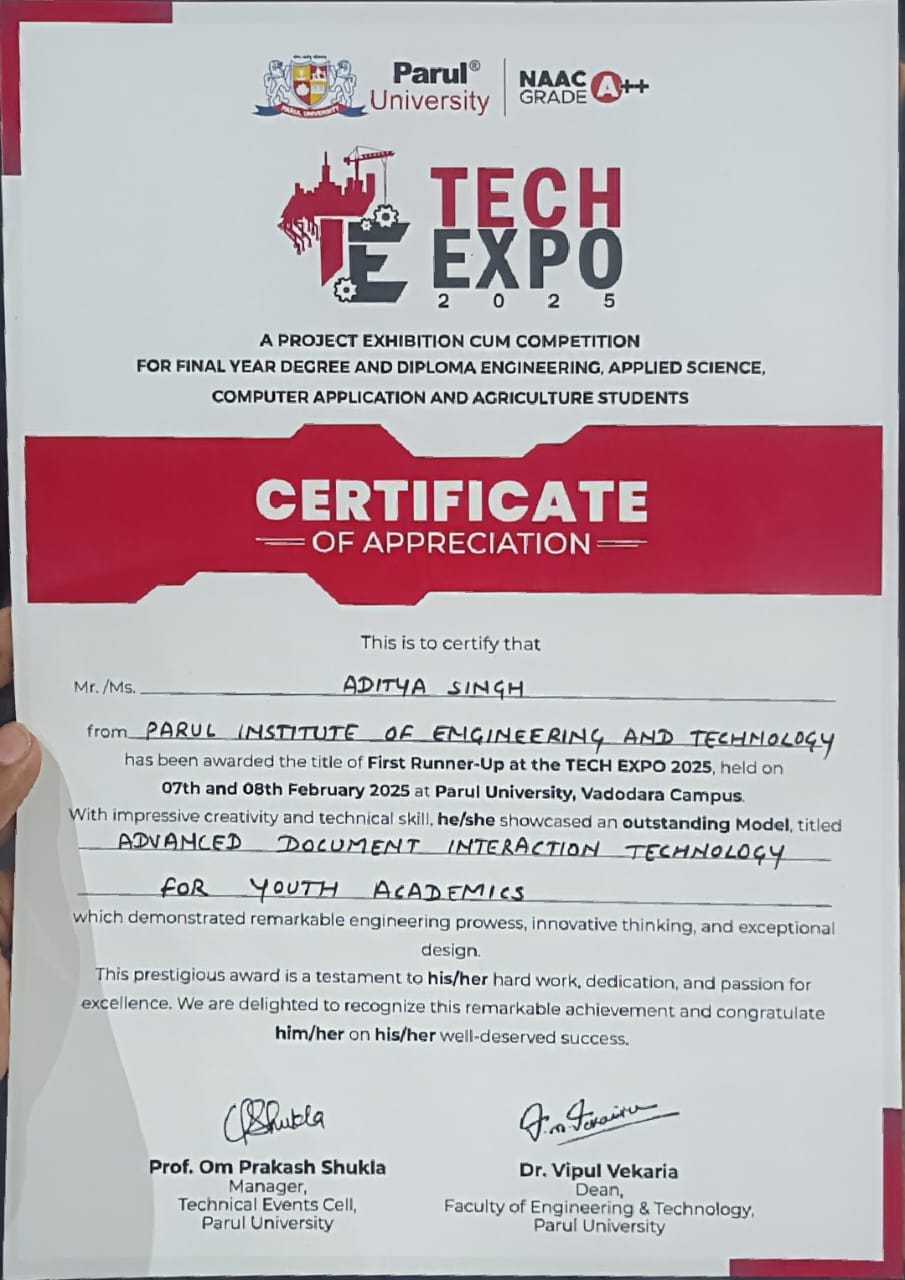 Parul®
University
NAAC
GRADE A++
PARUL UNIVERSITY
TECH
EXPO
2025
A PROJECT EXHIBITION CUM COMPETITION
FOR FINAL YEAR DEGREE AND DIPLOMA ENGINEERING, APPLIED SCIENCE,
COMPUTER APPLICATION AND AGRICULTURE STUDENTS
CERTIFICATE
OF APPRECIATION
This is to certify that
Mr./Ms. ADITYA SINGH
from PARUL INSTITUTE OF ENGINEERING AND TECHNOLOGY
has been awarded the title of First Runner-Up at the TECH EXPO 2025, held on
07th and 08th February 2025 at Parul University, Vadodara Campus.
With impressive creativity and technical skill, he/she showcased an outstanding Model, titled
ADVANCED DOCUMENT INTERACTION TECHNOLOGY
FOR YOUTH ACADEMICS
which demonstrated remarkable engineering prowess, innovative thinking, and exceptional
design.
This prestigious award is a testament to his/her hard work, dedication, and passion for
excellence. We are delighted to recognize this remarkable achievement and congratulate
him/her on his/her well-deserved success.
Prof. Om Prakash Shukla
Manager,
Technical Events Cell,
Parul University
Dr. Vipul Vekaria
Dean,
Faculty of Engineering & Technology,
Parul University